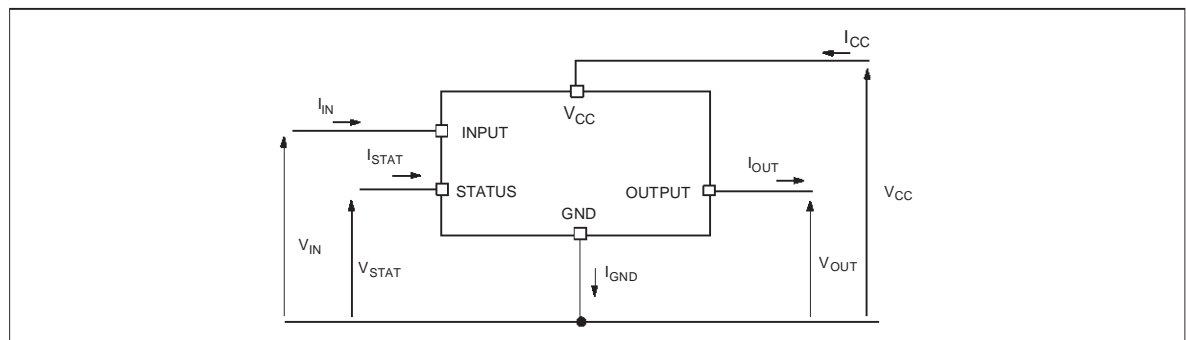 I_CC
V_CC
I_IN
INPUT
I_STAT
I_OUT
STATUS
OUTPUT
V_CC
GND
V_IN
V_STAT
I_GND
V_OUT